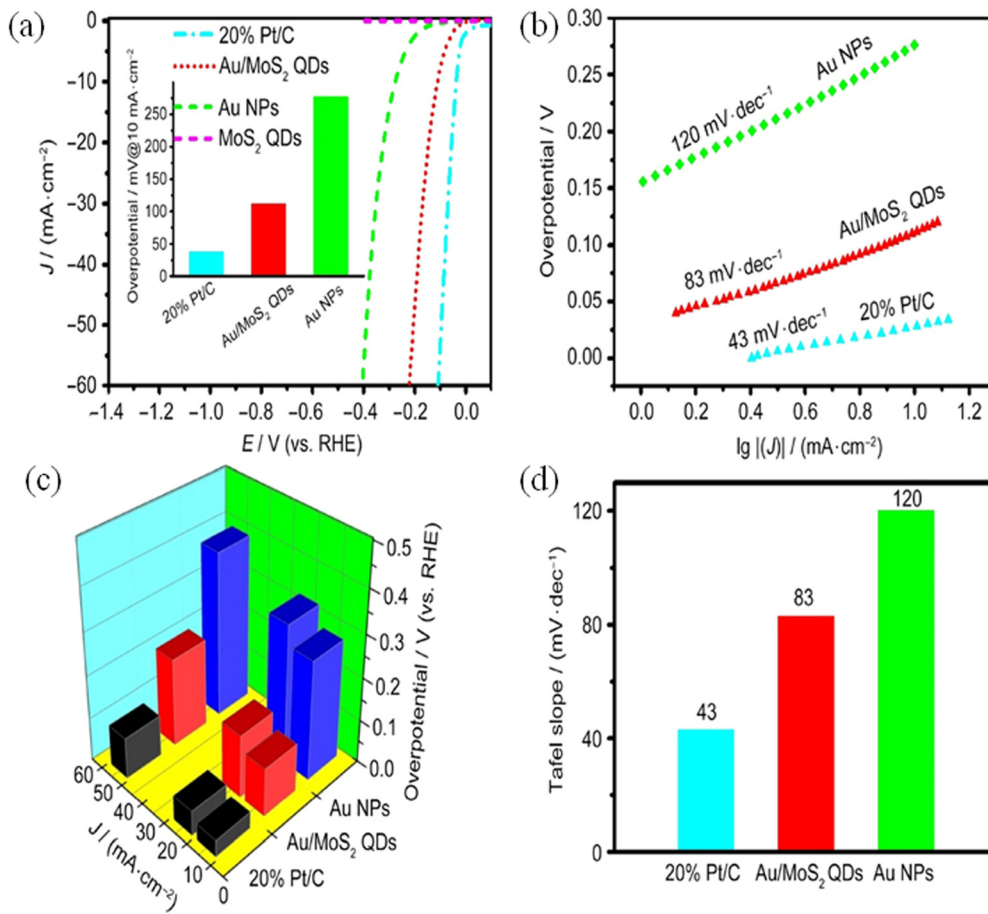 (a)
0
−10
−20
−30
−40
−50
−60
J / (mA·cm⁻²)
20% Pt/C
Au/MoS₂ QDs
Au NPs
MoS₂ QDs
Overpotential / mV@10 mA·cm⁻²
250
200
150
100
50
0
20% Pt/C
Au/MoS₂ QDs
Au NPs
−1.4 −1.2 −1.0 −0.8 −0.6 −0.4 −0.2 0.0
E / V (vs. RHE)
(b)
0.30
0.25
0.20
0.15
0.10
0.05
0.00
Overpotential / V
Au NPs
120 mV·dec⁻¹
Au/MoS₂ QDs
83 mV·dec⁻¹
20% Pt/C
43 mV·dec⁻¹
0.0 0.2 0.4 0.6 0.8 1.0 1.2
lg |(J)| / (mA·cm⁻²)
(c)
0.5
0.4
0.3
0.2
0.1
0.0
Overpotential / V (vs. RHE)
60
50
40
30
20
10
0
J / (mA·cm⁻²)
Au NPs
Au/MoS₂ QDs
20% Pt/C
(d)
120
80
40
0
Tafel slope / (mV·dec⁻¹)
43
83
120
20% Pt/C Au/MoS₂ QDs Au NPs